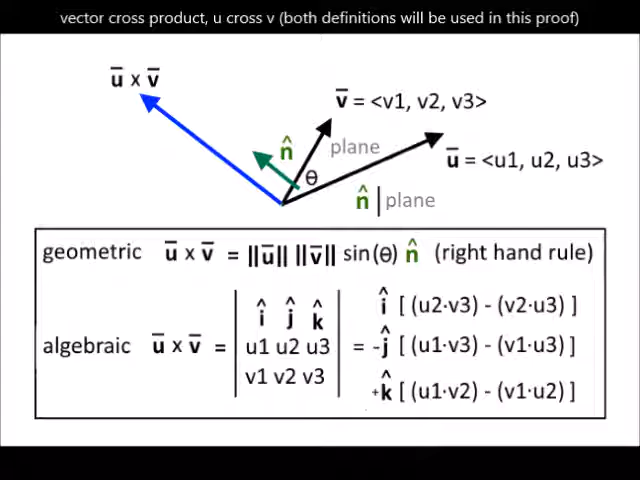 vector cross product, u cross v (both definitions will be used in this proof)
u̅ x v̅
v̅ = <v1, v2, v3>
n̂
plane
θ
u̅ = <u1, u2, u3>
n̂ | plane
geometric u̅ x v̅ = ||u̅|| ||v̅|| sin(θ) n̂ (right hand rule)
algebraic u̅ x v̅ = | î ĵ k̂ | = î [ (u2·v3) - (v2·u3) ]
u1 u2 u3 -ĵ [ (u1·v3) - (v1·u3) ]
v1 v2 v3 +k̂ [ (u1·v2) - (v1·u2) ]